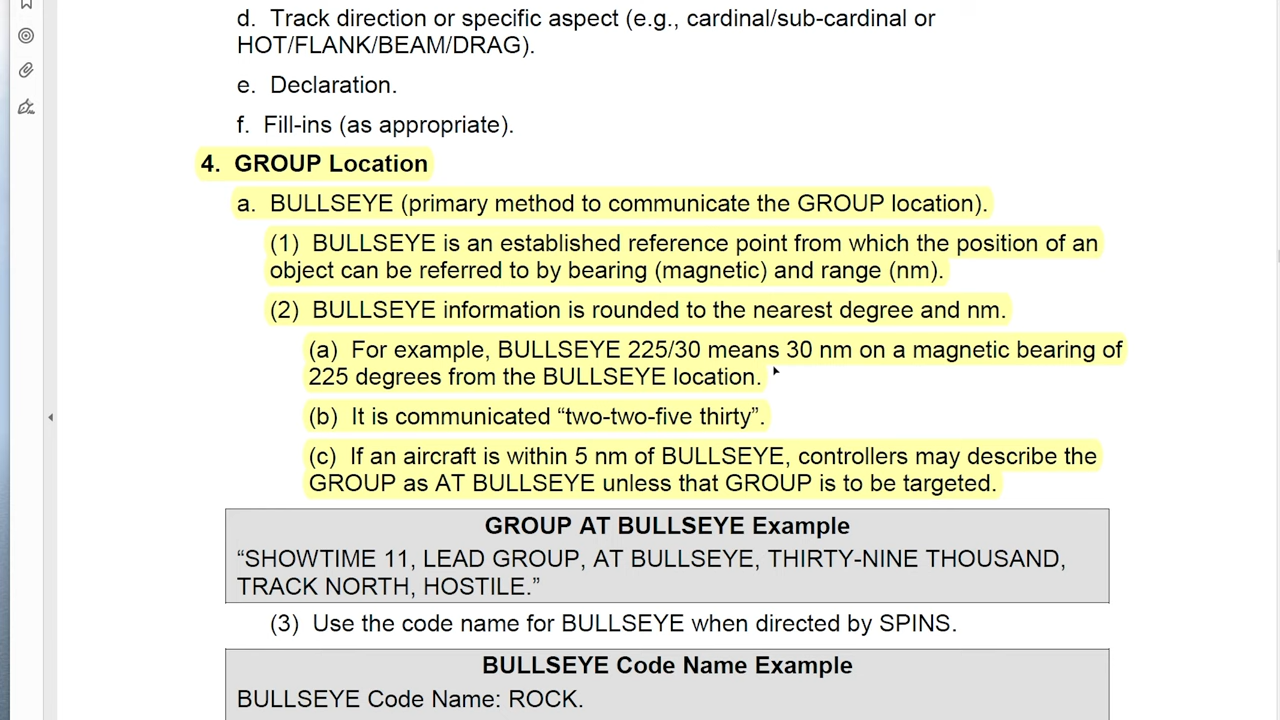 d. Track direction or specific aspect (e.g., cardinal/sub-cardinal or
HOT/FLANK/BEAM/DRAG).
e. Declaration.
f. Fill-ins (as appropriate).
4. GROUP Location
a. BULLSEYE (primary method to communicate the GROUP location).
(1) BULLSEYE is an established reference point from which the position of an
object can be referred to by bearing (magnetic) and range (nm).
(2) BULLSEYE information is rounded to the nearest degree and nm.
(a) For example, BULLSEYE 225/30 means 30 nm on a magnetic bearing of
225 degrees from the BULLSEYE location.
(b) It is communicated “two-two-five thirty”.
(c) If an aircraft is within 5 nm of BULLSEYE, controllers may describe the
GROUP as AT BULLSEYE unless that GROUP is to be targeted.
GROUP AT BULLSEYE Example
“SHOWTIME 11, LEAD GROUP, AT BULLSEYE, THIRTY-NINE THOUSAND,
TRACK NORTH, HOSTILE.”
(3) Use the code name for BULLSEYE when directed by SPINS.
BULLSEYE Code Name Example
BULLSEYE Code Name: ROCK.